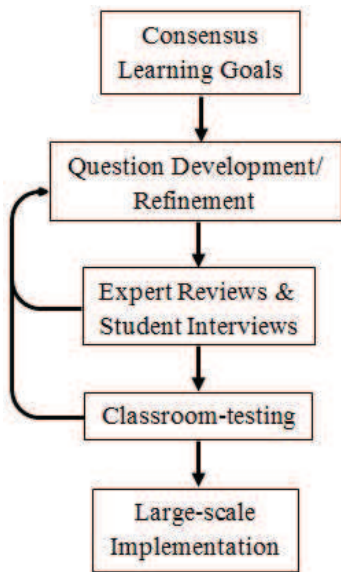 Consensus
Learning Goals
Question Development/
Refinement
Expert Reviews &
Student Interviews
Classroom-testing
Large-scale
Implementation